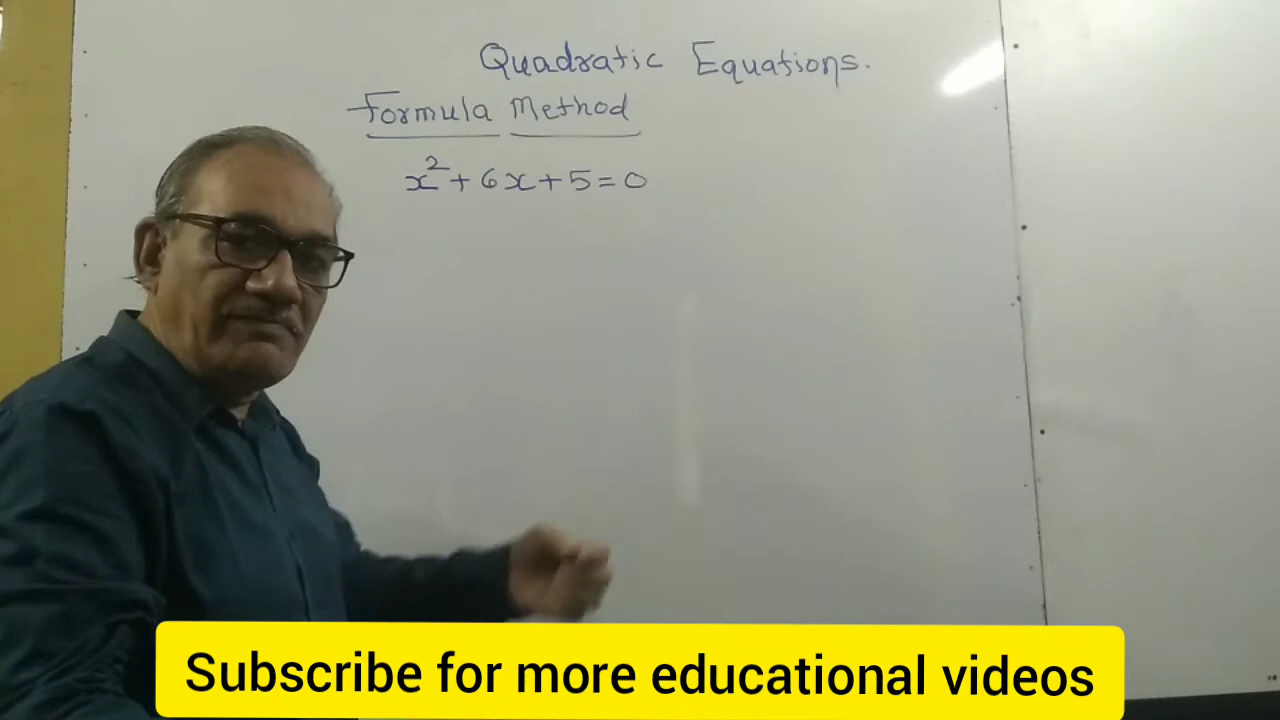 Quadratic Equations.
Formula Method
x²+6x+5=0
Subscribe for more educational videos